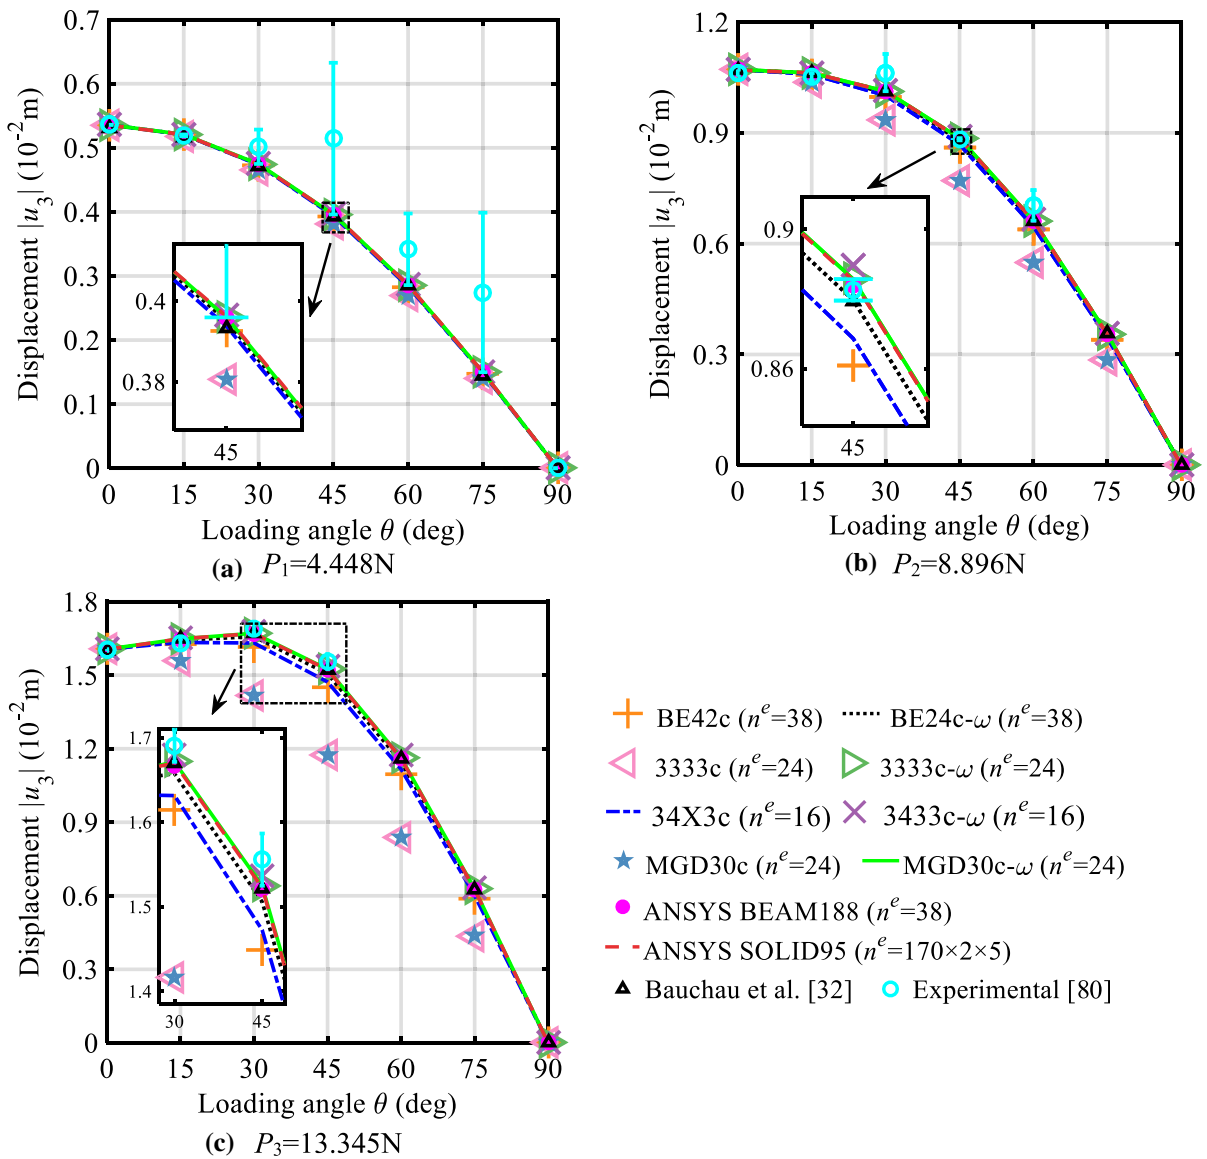 0.7
0.6
0.5
0.4
0.3
0.2
0.1
0
Displacement |u₃| (10⁻²m)
0.4
0.38
45
0 15 30 45 60 75 90
Loading angle θ (deg)
(a) P₁=4.448N
1.2
0.9
0.6
0.3
0
Displacement |u₃| (10⁻²m)
0.9
0.86
45
0 15 30 45 60 75 90
Loading angle θ (deg)
(b) P₂=8.896N
1.8
1.5
1.2
0.9
0.6
0.3
0
Displacement |u₃| (10⁻²m)
1.7
1.6
1.5
1.4
30 45
0 15 30 45 60 75 90
Loading angle θ (deg)
(c) P₃=13.345N
BE42c (nᵉ=38) BE24c-ω (nᵉ=38)
3333c (nᵉ=24) 3333c-ω (nᵉ=24)
34X3c (nᵉ=16) 3433c-ω (nᵉ=16)
MGD30c (nᵉ=24) MGD30c-ω (nᵉ=24)
ANSYS BEAM188 (nᵉ=38)
ANSYS SOLID95 (nᵉ=170×2×5)
Bauchau et al. [32] Experimental [80]